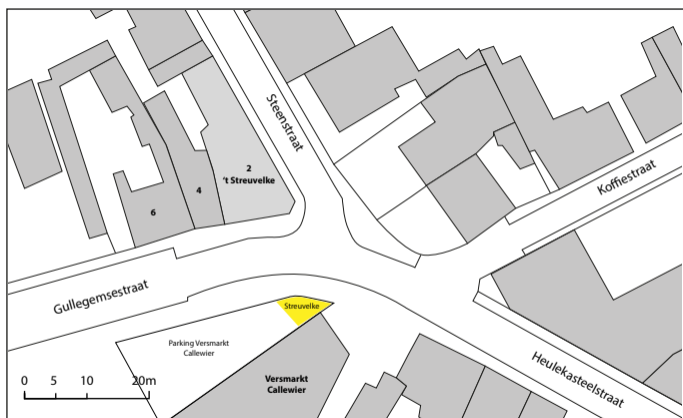 Steenstraat
2
't Streuvelke
4
6
Koffiestraat
Gullegemsestraat
Streuvelke
Parking Versmarkt
Callewier
Versmarkt
Callewier
Heulekasteelstraat
0 5 10 20m